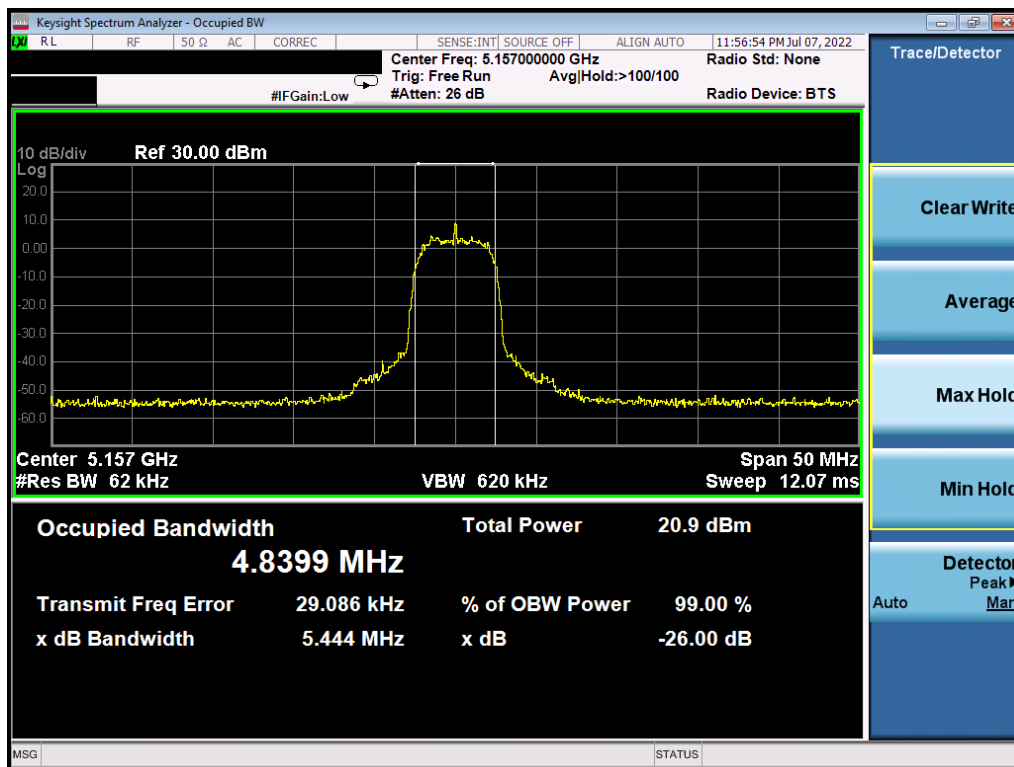 Keysight Spectrum Analyzer - Occupied BW
LXI RL RF 50 Ω AC CORREC SENSE:INT SOURCE OFF ALIGN AUTO 11:56:54 PM Jul 07, 2022
Center Freq: 5.157000000 GHz Radio Std: None
Trig: Free Run Avg|Hold:>100/100
#IFGain:Low #Atten: 26 dB Radio Device: BTS
Trace/Detector
10 dB/div Ref 30.00 dBm
Log
20.0
10.0
0.00
-10.0
-20.0
-30.0
-40.0
-50.0
-60.0
Center 5.157 GHz Span 50 MHz
#Res BW 62 kHz VBW 620 kHz Sweep 12.07 ms
Occupied Bandwidth Total Power 20.9 dBm
4.8399 MHz
Transmit Freq Error 29.086 kHz % of OBW Power 99.00 %
x dB Bandwidth 5.444 MHz x dB -26.00 dB
Clear Write
Average
Max Hold
Min Hold
Detector
Peak
Auto Man
MSG STATUS